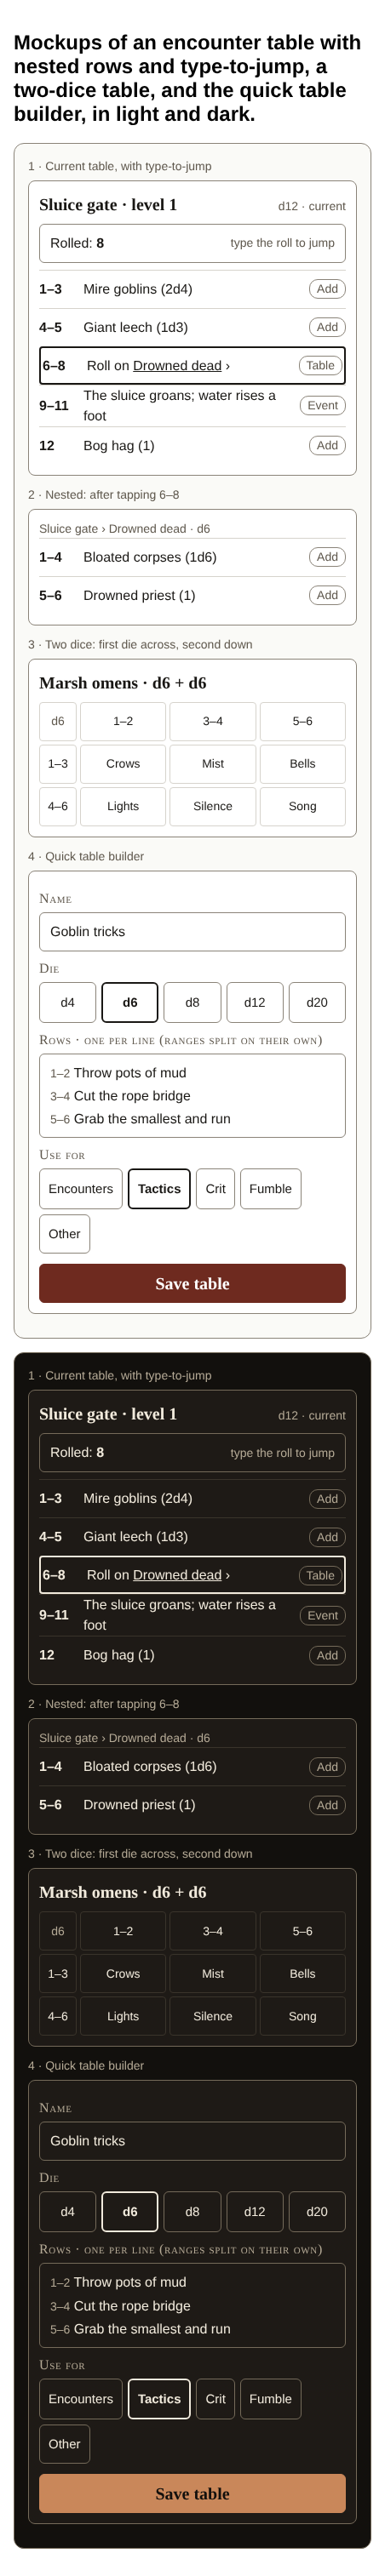 Mockups of an encounter table with
nested rows and type-to-jump, a
two-dice table, and the quick table
builder, in light and dark.
1 · Current table, with type-to-jump
Sluice gate · level 1 d12 · current
Rolled: 8 type the roll to jump
1–3 Mire goblins (2d4) Add
4–5 Giant leech (1d3) Add
6–8 Roll on Drowned dead › Table
9–11 The sluice groans; water rises a
foot Event
12 Bog hag (1) Add
2 · Nested: after tapping 6–8
Sluice gate › Drowned dead · d6
1–4 Bloated corpses (1d6) Add
5–6 Drowned priest (1) Add
3 · Two dice: first die across, second down
Marsh omens · d6 + d6
d6 1–2 3–4 5–6
1–3 Crows Mist Bells
4–6 Lights Silence Song
4 · Quick table builder
Name
Goblin tricks
Die
d4 d6 d8 d12 d20
Rows · one per line (ranges split on their own)
1–2 Throw pots of mud
3–4 Cut the rope bridge
5–6 Grab the smallest and run
Use for
Encounters Tactics Crit Fumble
Other
Save table
1 · Current table, with type-to-jump
Sluice gate · level 1 d12 · current
Rolled: 8 type the roll to jump
1–3 Mire goblins (2d4) Add
4–5 Giant leech (1d3) Add
6–8 Roll on Drowned dead › Table
9–11 The sluice groans; water rises a
foot Event
12 Bog hag (1) Add
2 · Nested: after tapping 6–8
Sluice gate › Drowned dead · d6
1–4 Bloated corpses (1d6) Add
5–6 Drowned priest (1) Add
3 · Two dice: first die across, second down
Marsh omens · d6 + d6
d6 1–2 3–4 5–6
1–3 Crows Mist Bells
4–6 Lights Silence Song
4 · Quick table builder
Name
Goblin tricks
Die
d4 d6 d8 d12 d20
Rows · one per line (ranges split on their own)
1–2 Throw pots of mud
3–4 Cut the rope bridge
5–6 Grab the smallest and run
Use for
Encounters Tactics Crit Fumble
Other
Save table